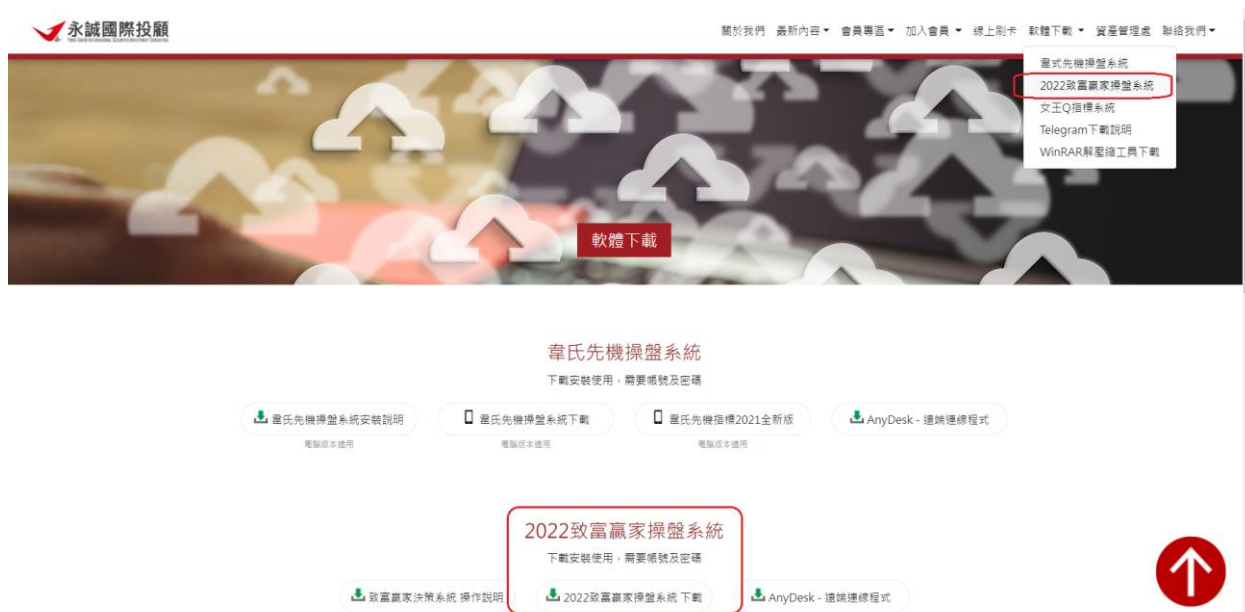 永誠國際投顧
關於我們 最新內容 會員專區 加入會員 線上刷卡 軟體下載 資產管理處 聯絡我們
韋式先機操盤系統
2022致富贏家操盤系統
女王Q指標系統
Telegram下載說明
WinRAR解壓縮工具下載
軟體下載
韋氏先機操盤系統
下載安裝使用，需要帳號及密碼
韋氏先機操盤系統安裝說明 韋氏先機操盤系統下載 韋氏先機指標2021全新版 AnyDesk - 遠端連線程式
電腦版本適用 電腦版本適用 電腦版本適用
2022致富贏家操盤系統
下載安裝使用，需要帳號及密碼
致富贏家決策系統 操作說明 2022致富贏家操盤系統 下載 AnyDesk - 遠端連線程式